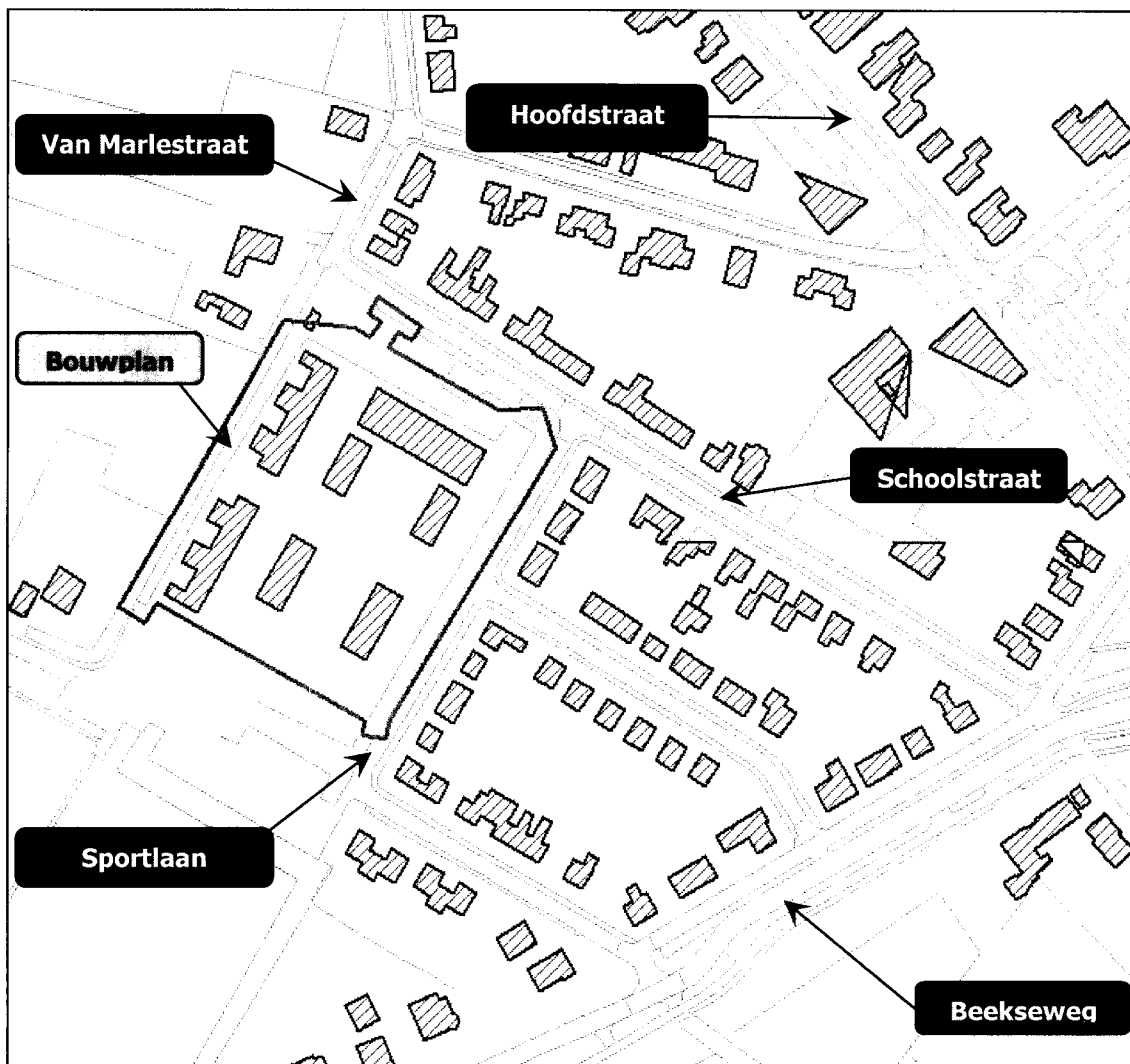 Hoofdstraat
Van Marlestraat
Bouwplan
Schoolstraat
Sportlaan
Beekseweg